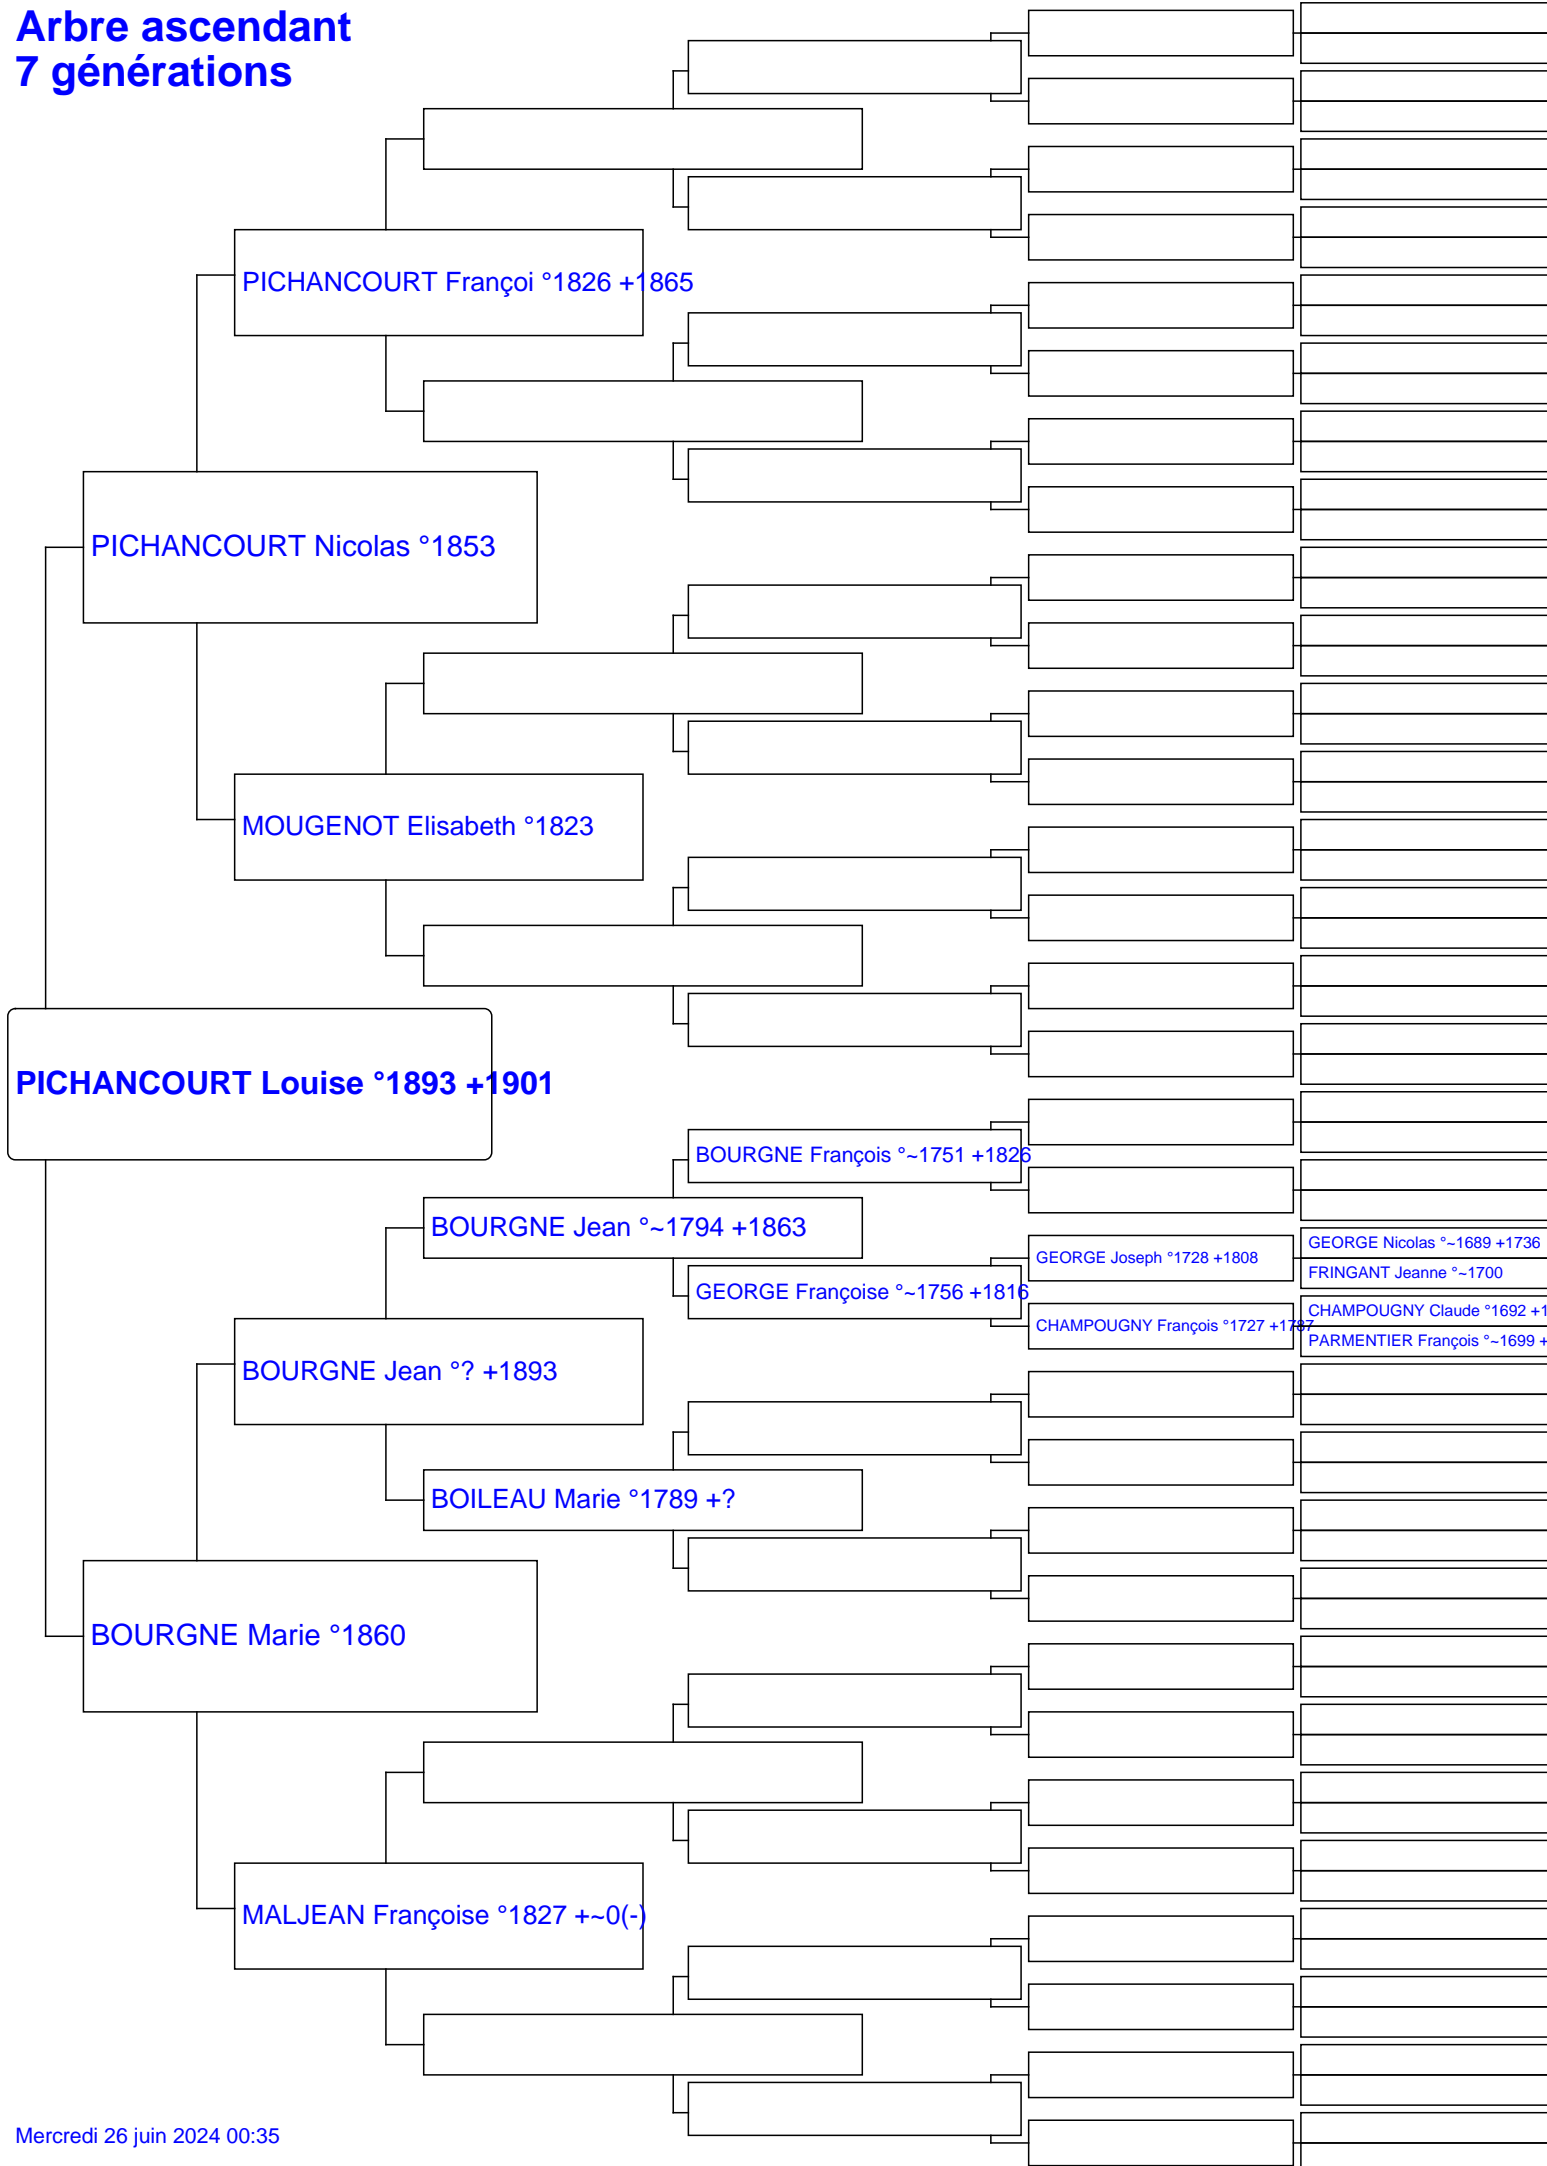 Arbre ascendant
7 générations
PICHANCOURT Françoi °1826 +1865
PICHANCOURT Nicolas °1853
MOUGENOT Elisabeth °1823
PICHANCOURT Louise °1893 +1901
BOURGNE François °~1751 +1826
BOURGNE Jean °~1794 +1863
GEORGE Nicolas °~1689 +1736
GEORGE Joseph °1728 +1808
FRINGANT Jeanne °~1700
GEORGE Françoise °~1756 +1816
CHAMPOUGNY Claude °1692 +1
CHAMPOUGNY François °1727 +1787
PARMENTIER François °~1699 +
BOURGNE Jean °? +1893
BOILEAU Marie °1789 +?
BOURGNE Marie °1860
MALJEAN Françoise °1827 +~0(-)
Mercredi 26 juin 2024 00:35